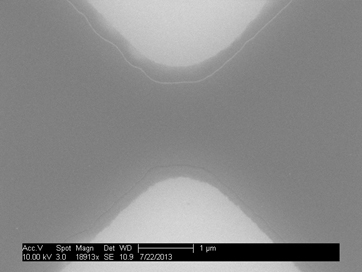 Acc.V Spot Magn Det WD 1 μm
10.00 kV 3.0 18913x SE 10.9 7/22/2013